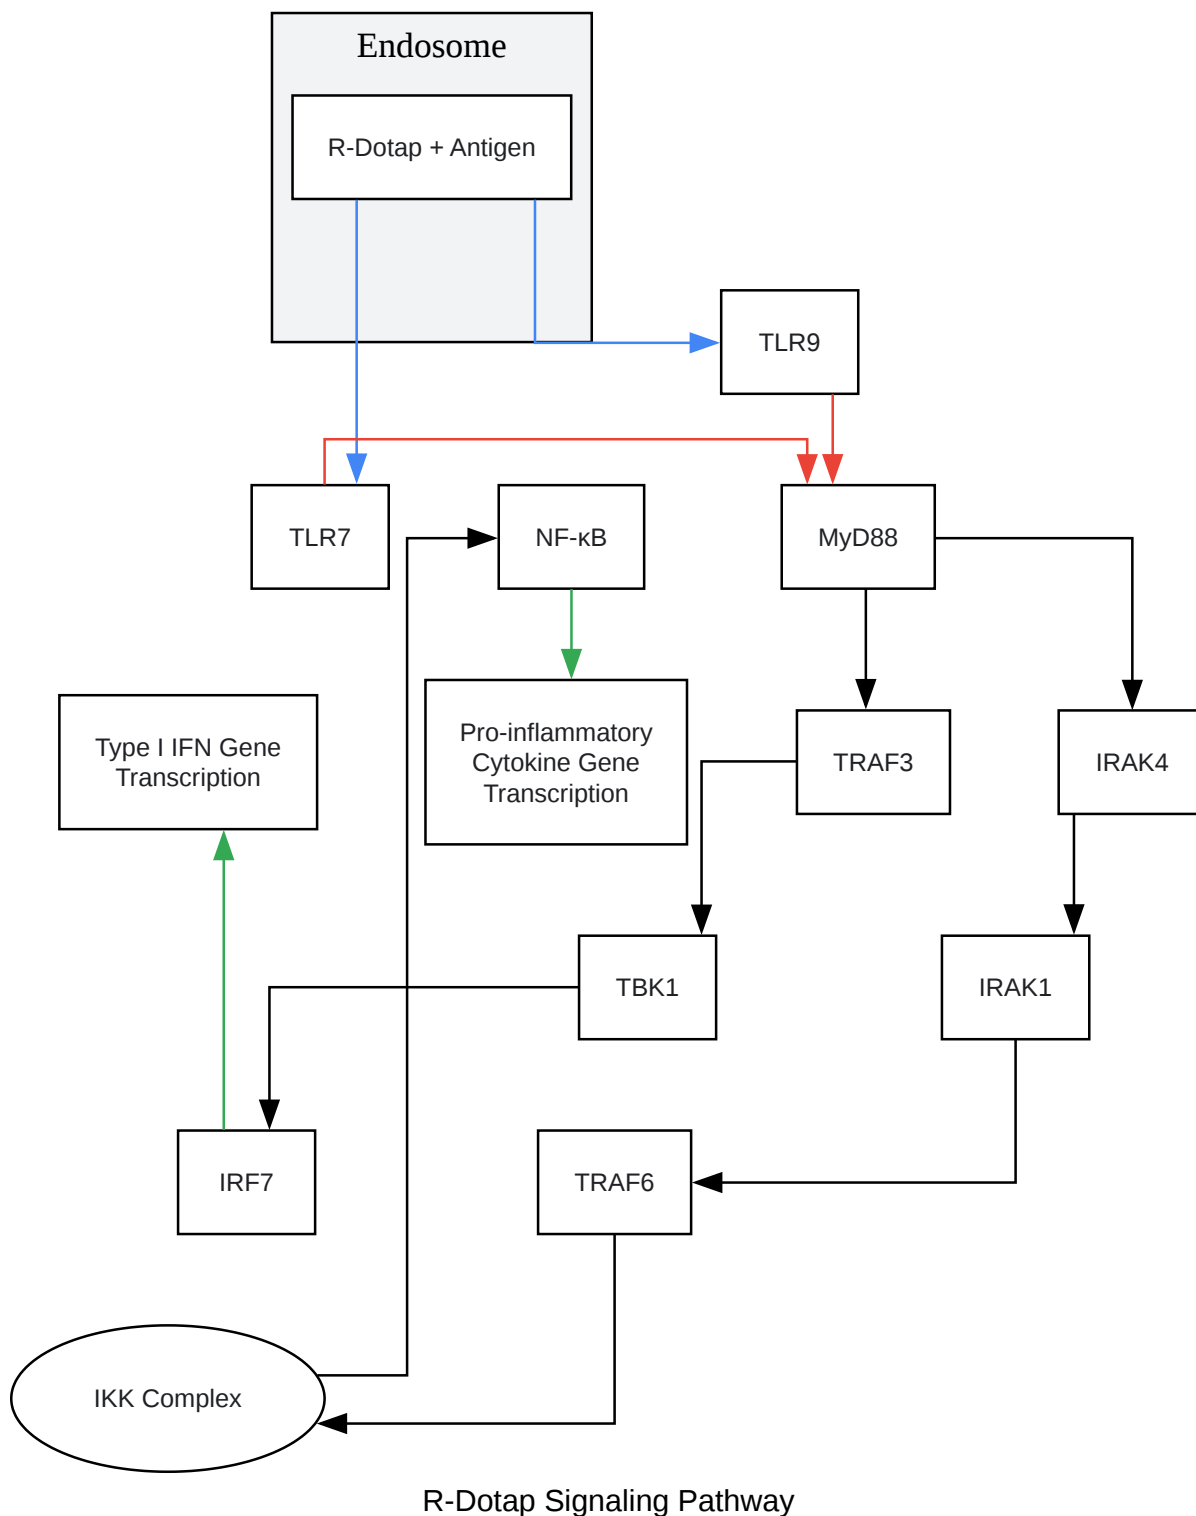 Endosome
R-Dotap + Antigen
TLR9
TLR7
NF-κB
MyD88
Type I IFN Gene
Transcription
Pro-inflammatory
Cytokine Gene
Transcription
TRAF3
IRAK4
TBK1
IRAK1
IRF7
TRAF6
IKK Complex
R-Dotap Signaling Pathway